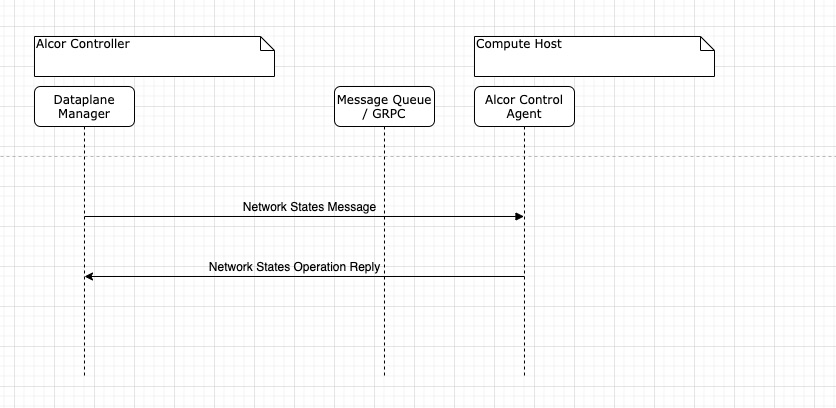 Alcor Controller
Compute Host
Dataplane
Manager
Message Queue
/ GRPC
Alcor Control
Agent
Network States Message
Network States Operation Reply